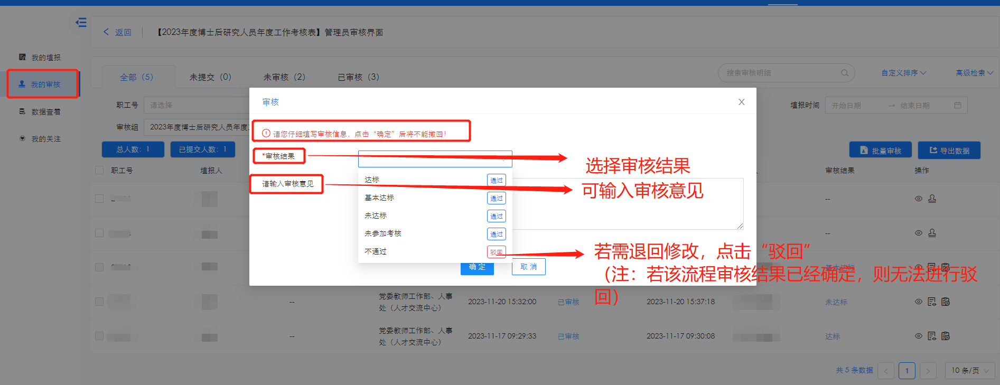 返回
【2023年度博士后研究人员年度工作考核表】管理员审核界面
我的填报
我的审核
数据查看
我的关注
全部（5）
未提交（0）
未审核（2）
已审核（3）
搜索审核明细
自定义排序
高级检索
职工号
请选择
填报时间
开始日期
结束日期
审核组
2023年度博士后研究人员年度
总人数：1
已提交人数：1
批量审核
导出数据
职工号
填报人
审核结果
操作
--
--
基本达标
--
党委教师工作部、人事
处（人才交流中心）
2023-11-20 15:32:00
已审核
2023-11-20 15:37:18
未达标
--
党委教师工作部、人事
处（人才交流中心）
2023-11-17 09:29:33
已审核
2023-11-17 09:30:08
达标
共 5 条数据
1
10 条/页
审核
X
请您仔细填写审核信息，点击“确定”后将不能撤回！
*审核结果
请输入审核意见
达标
通过
基本达标
通过
未达标
通过
未参加考核
通过
不通过
驳回
确 定
取 消
选择审核结果
可输入审核意见
若需退回修改，点击“驳回”
（注：若该流程审核结果已经确定，则无法进行驳
回）